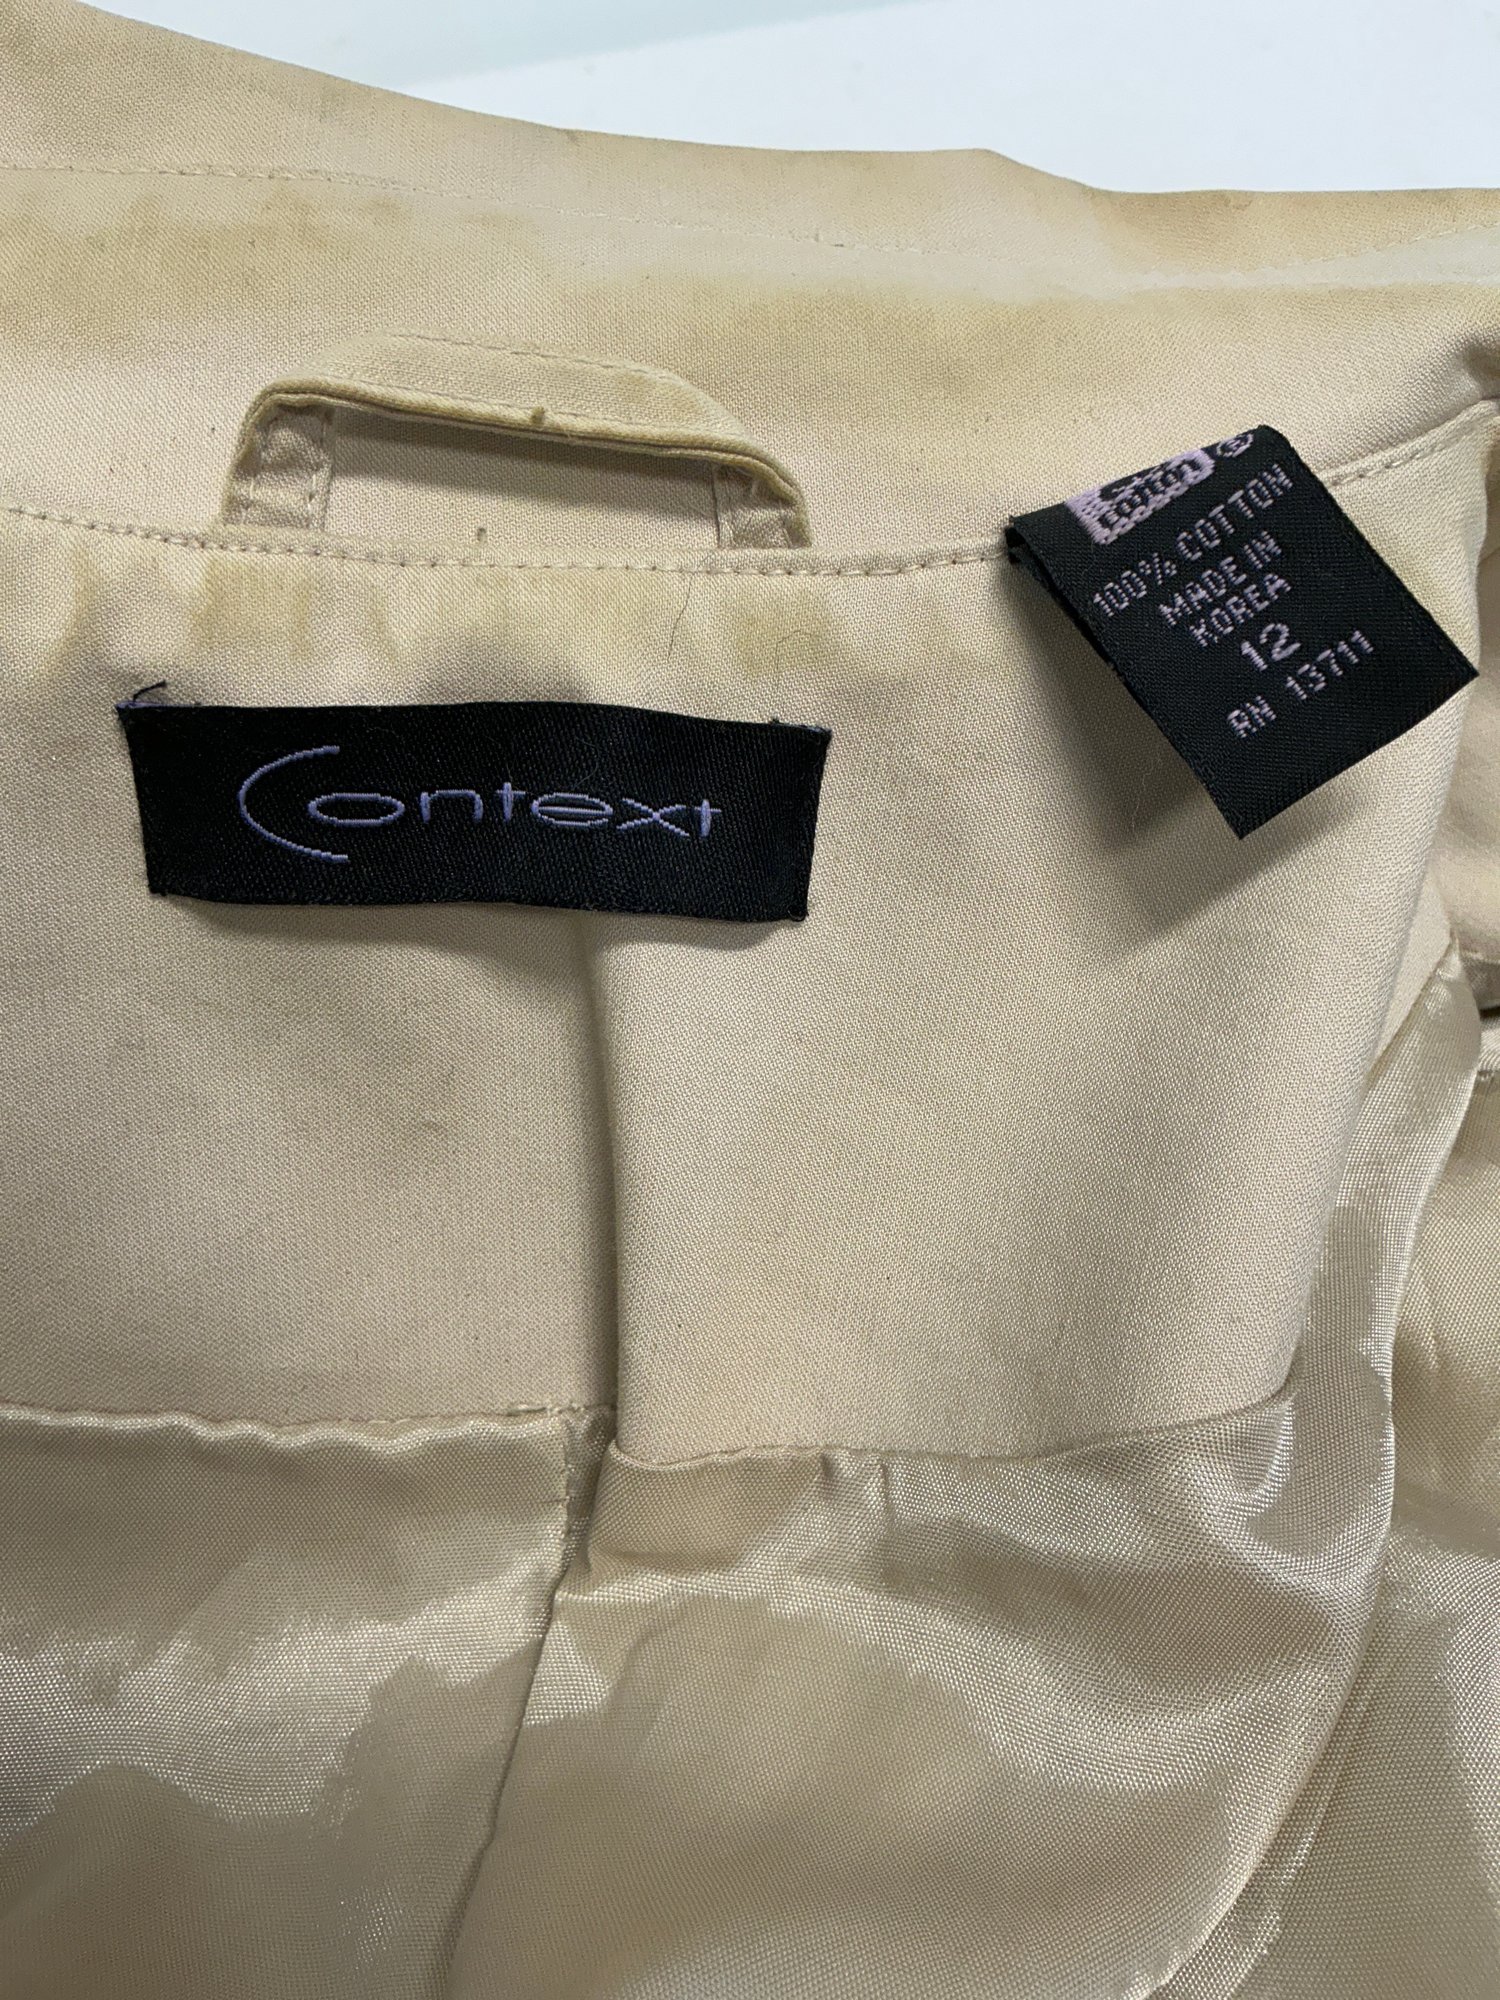 Context
100% COTTON
MADE IN
KOREA
12
RN 13711